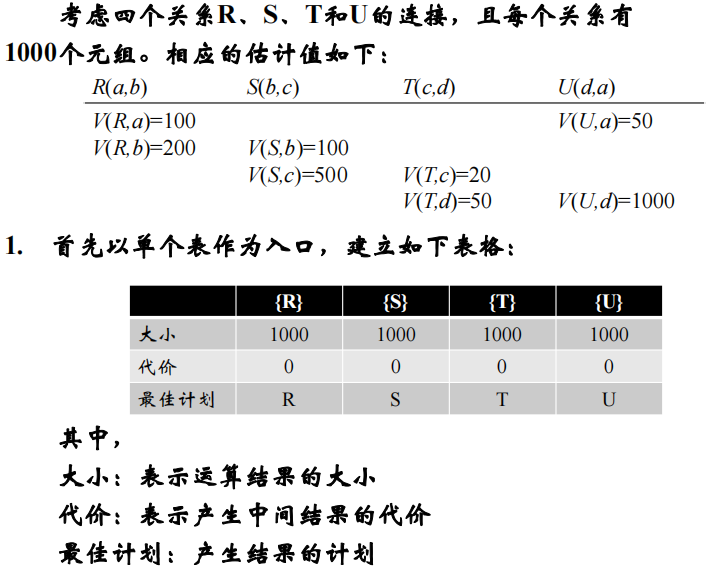 考虑四个关系R、S、T和U的连接，且每个关系有
1000个元组。相应的估计值如下：
R(a,b) S(b,c) T(c,d) U(d,a)
V(R,a)=100 V(U,a)=50
V(R,b)=200 V(S,b)=100
V(S,c)=500 V(T,c)=20
V(T,d)=50 V(U,d)=1000
1. 首先以单个表作为入口，建立如下表格：
{R} {S} {T} {U}
大小 1000 1000 1000 1000
代价 0 0 0 0
最佳计划 R S T U
其中，
大小：表示运算结果的大小
代价：表示产生中间结果的代价
最佳计划：产生结果的计划